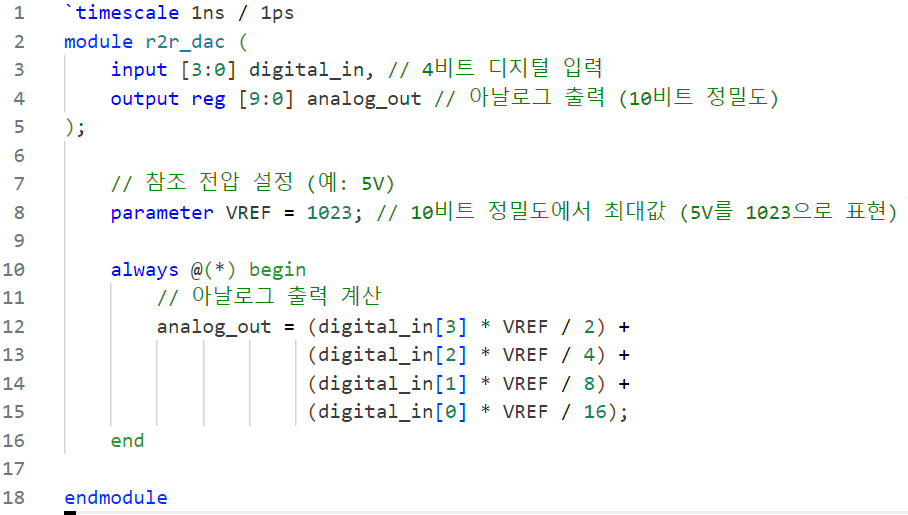 1 `timescale 1ns / 1ps
2 module r2r_dac (
3     input [3:0] digital_in, // 4비트 디지털 입력
4     output reg [9:0] analog_out // 아날로그 출력 (10비트 정밀도)
5 );
6
7     // 참조 전압 설정 (예: 5V)
8     parameter VREF = 1023; // 10비트 정밀도에서 최대값 (5V를 1023으로 표현)
9
10     always @(*) begin
11         // 아날로그 출력 계산
12         analog_out = (digital_in[3] * VREF / 2) +
13                      (digital_in[2] * VREF / 4) +
14                      (digital_in[1] * VREF / 8) +
15                      (digital_in[0] * VREF / 16);
16     end
17
18 endmodule